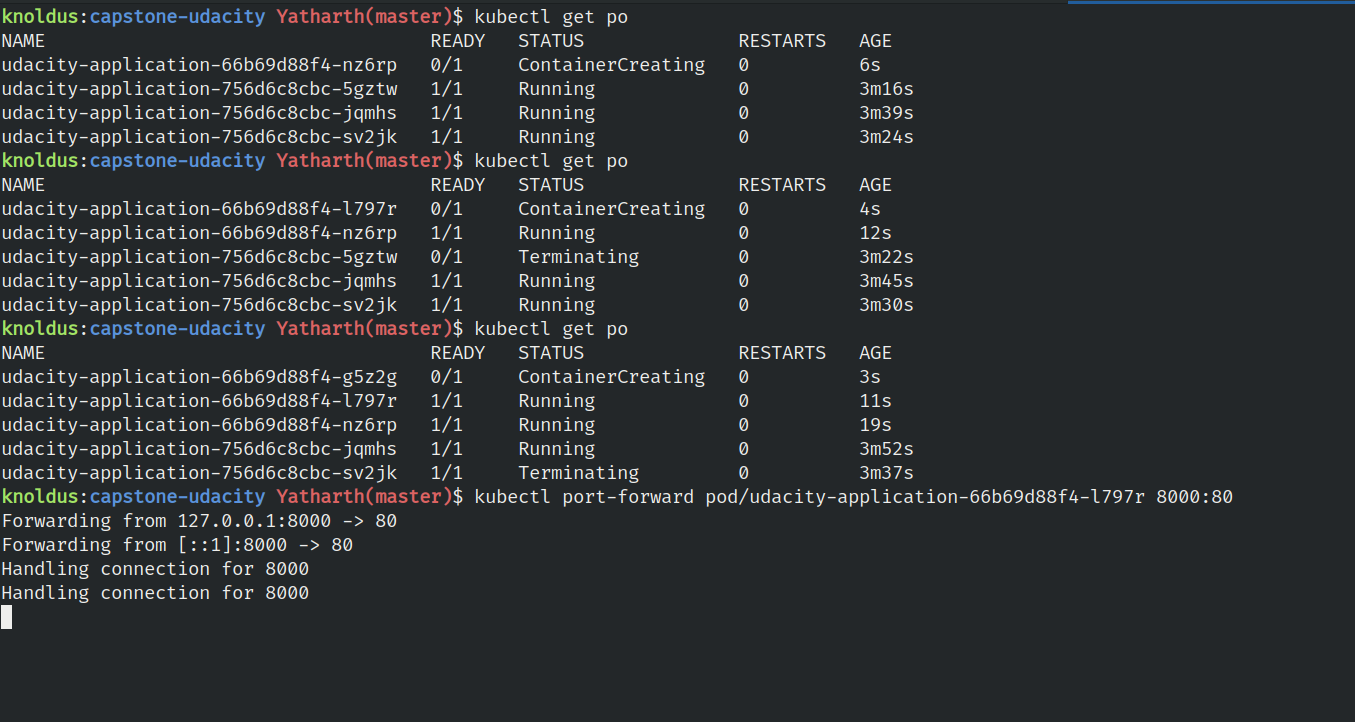 knoldus:capstone-udacity Yatharth(master)$ kubectl get po
NAME READY STATUS RESTARTS AGE
udacity-application-66b69d88f4-nz6rp 0/1 ContainerCreating 0 6s
udacity-application-756d6c8cbc-5gztw 1/1 Running 0 3m16s
udacity-application-756d6c8cbc-jqmhs 1/1 Running 0 3m39s
udacity-application-756d6c8cbc-sv2jk 1/1 Running 0 3m24s
knoldus:capstone-udacity Yatharth(master)$ kubectl get po
NAME READY STATUS RESTARTS AGE
udacity-application-66b69d88f4-l797r 0/1 ContainerCreating 0 4s
udacity-application-66b69d88f4-nz6rp 1/1 Running 0 12s
udacity-application-756d6c8cbc-5gztw 0/1 Terminating 0 3m22s
udacity-application-756d6c8cbc-jqmhs 1/1 Running 0 3m45s
udacity-application-756d6c8cbc-sv2jk 1/1 Running 0 3m30s
knoldus:capstone-udacity Yatharth(master)$ kubectl get po
NAME READY STATUS RESTARTS AGE
udacity-application-66b69d88f4-g5z2g 0/1 ContainerCreating 0 3s
udacity-application-66b69d88f4-l797r 1/1 Running 0 11s
udacity-application-66b69d88f4-nz6rp 1/1 Running 0 19s
udacity-application-756d6c8cbc-jqmhs 1/1 Running 0 3m52s
udacity-application-756d6c8cbc-sv2jk 1/1 Terminating 0 3m37s
knoldus:capstone-udacity Yatharth(master)$ kubectl port-forward pod/udacity-application-66b69d88f4-l797r 8000:80
Forwarding from 127.0.0.1:8000 -> 80
Forwarding from [::1]:8000 -> 80
Handling connection for 8000
Handling connection for 8000